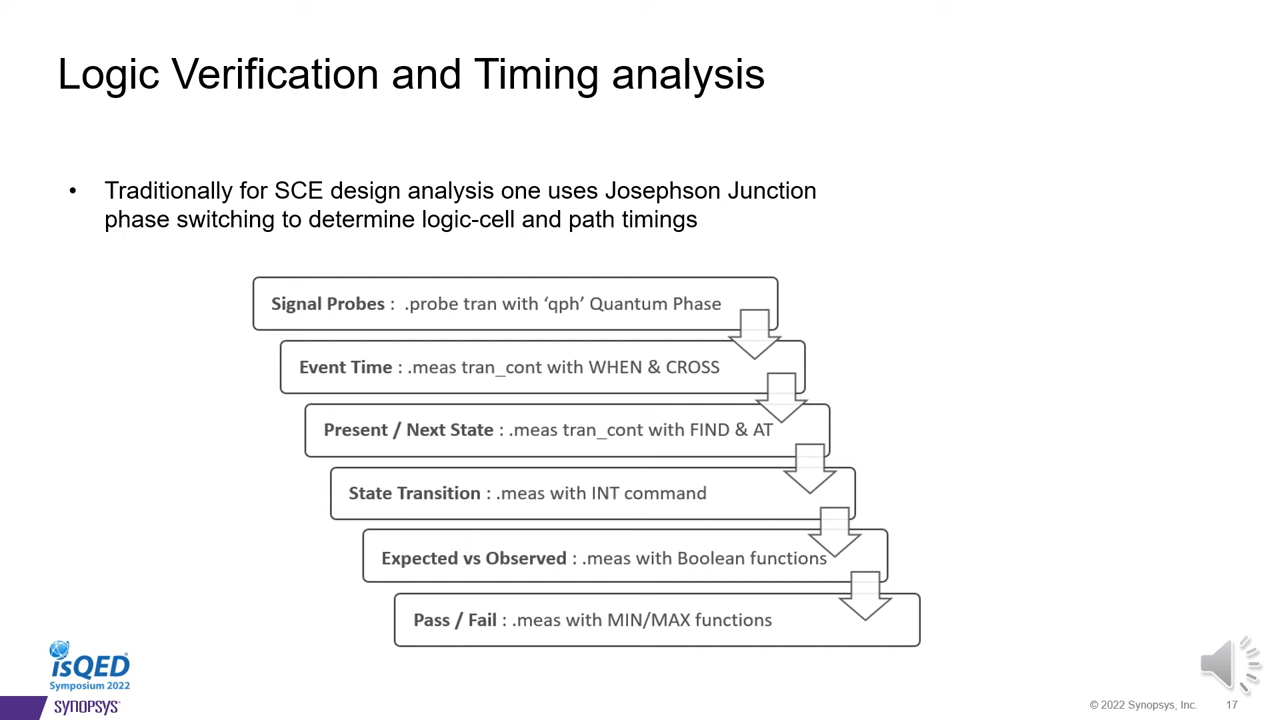 Logic Verification and Timing analysis
• Traditionally for SCE design analysis one uses Josephson Junction
phase switching to determine logic-cell and path timings
Signal Probes : .probe tran with ‘qph’ Quantum Phase
Event Time : .meas tran_cont with WHEN & CROSS
Present / Next State : .meas tran_cont with FIND & AT
State Transition : .meas with INT command
Expected vs Observed : .meas with Boolean functions
Pass / Fail : .meas with MIN/MAX functions
isQED
Symposium 2022
SYNOPSYS
© 2022 Synopsys, Inc. 17